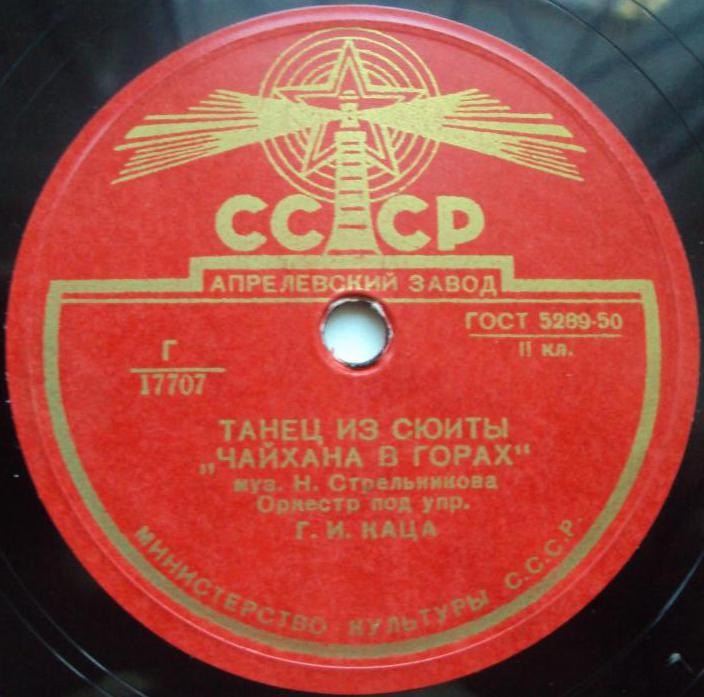 СССР
АПРЕЛЕВСКИЙ ЗАВОД
ГОСТ 5289-50
II кл.
Г
17707
ТАНЕЦ ИЗ СЮИТЫ
„ЧАЙХАНА В ГОРАХ“
муз. Н. Стрельникова
Оркестр под упр.
Г. И. КАЦА
МИНИСТЕРСТВО КУЛЬТУРЫ С.С.С.Р.